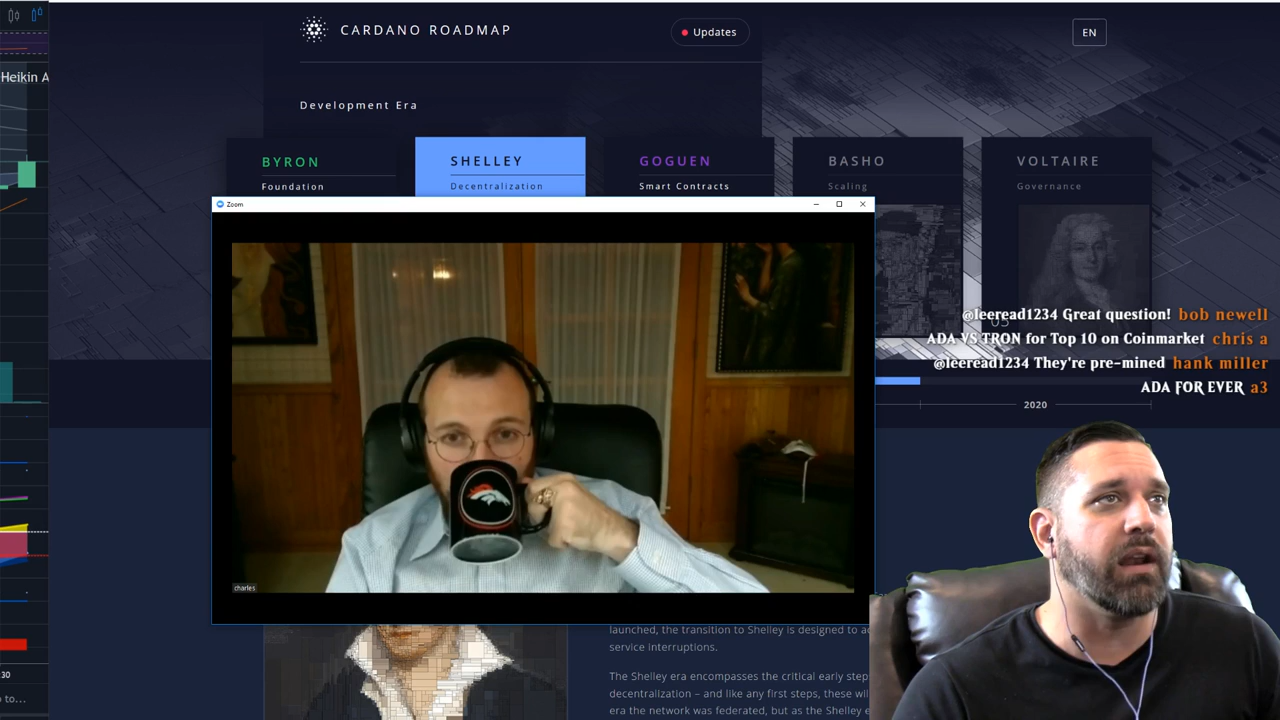 Heikin A
CARDANO ROADMAP
Updates
EN
Development Era
BYRON
Foundation
SHELLEY
Decentralization
GOGUEN
Smart Contracts
BASHO
Scaling
VOLTAIRE
Governance
Zoom
charles
@leeread1234 Great question! bob newell
ADA VS TRON for Top 10 on Coinmarket chris a
@leeread1234 They're pre-mined hank miller
ADA FOR EVER a3
2020
:30
p to...
launched, the transition to Shelley is designed to
service interruptions.
The Shelley era encompasses the critical early step
decentralization – and like any first steps, these
era the network was federated, but as the Shelley